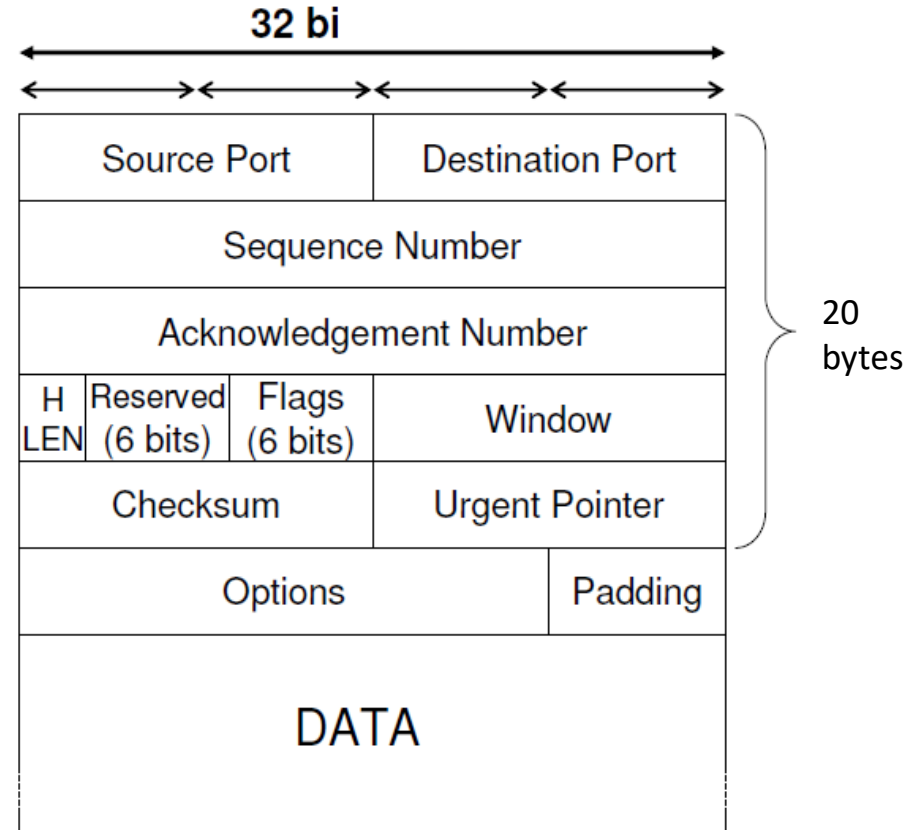 32 bi
Source Port
Destination Port
Sequence Number
Acknowledgement Number
H
LEN
Reserved
(6 bits)
Flags
(6 bits)
Window
Checksum
Urgent Pointer
Options
Padding
DATA
20
bytes